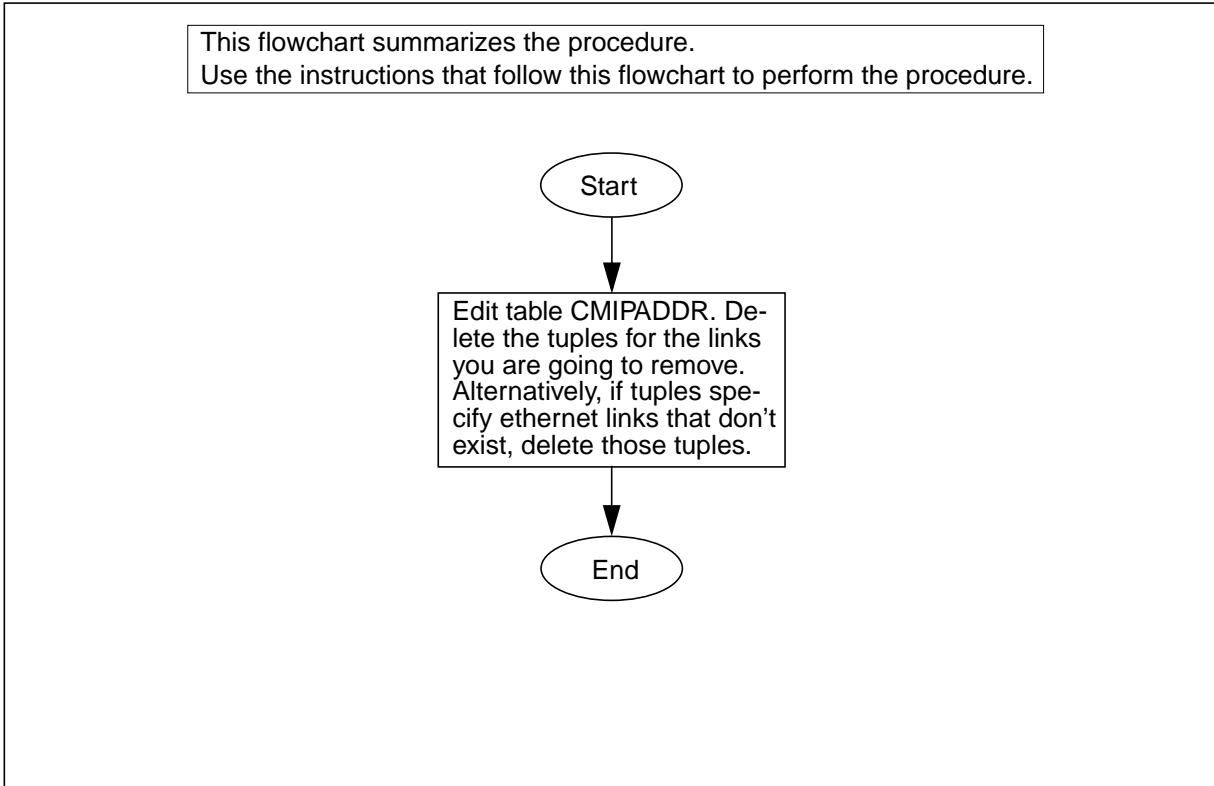 This flowchart summarizes the procedure.
Use the instructions that follow this flowchart to perform the procedure.
Start
Edit table CMIPADDR. De-
lete the tuples for the links
you are going to remove.
Alternatively, if tuples spe-
cify ethernet links that don't
exist, delete those tuples.
End